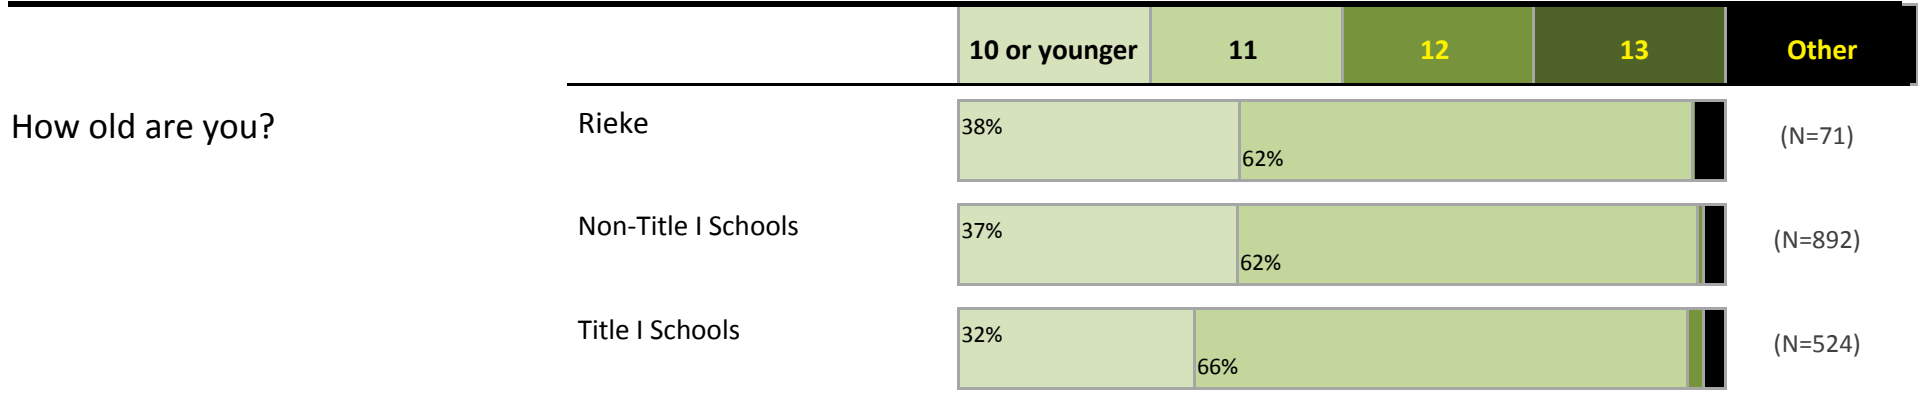 10 or younger 11 12 13 Other
How old are you?
Rieke
38%
62%
(N=71)
Non-Title I Schools
37%
62%
(N=892)
Title I Schools
32%
66%
(N=524)